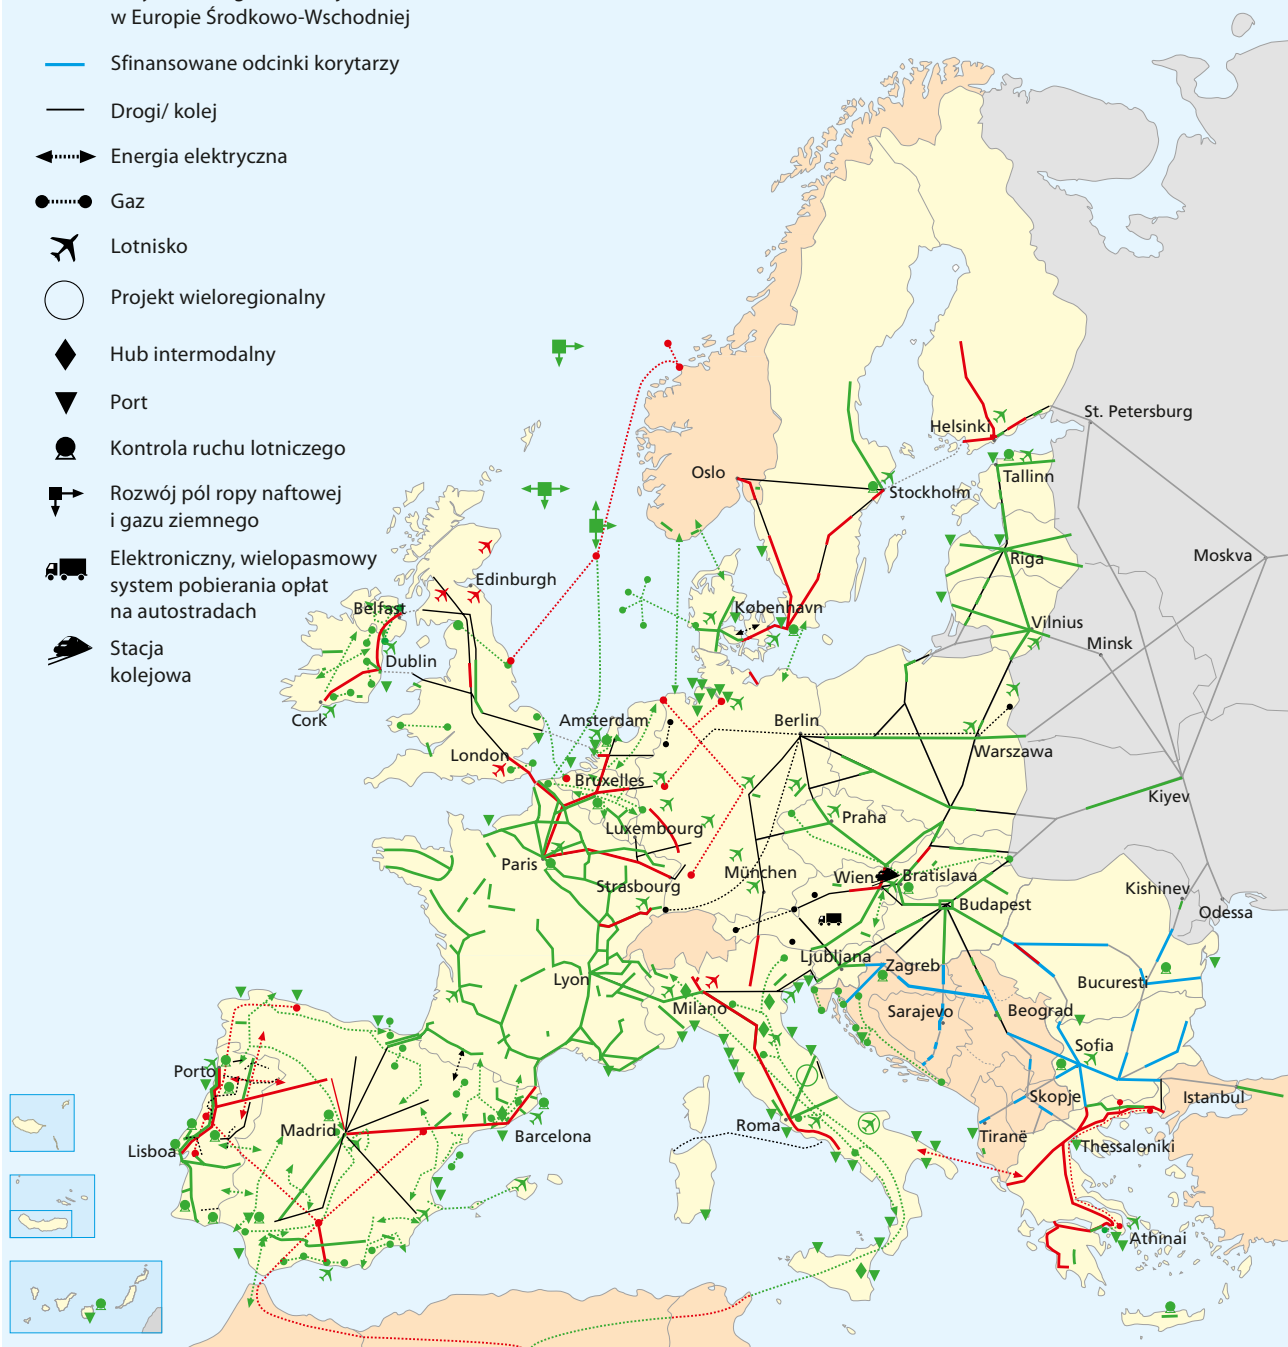 w Europie Środkowo-Wschodniej
Sfinansowane odcinki korytarzy
Drogi/ kolej
Energia elektryczna
Gaz
Lotnisko
Projekt wieloregionalny
Hub intermodalny
Port
Kontrola ruchu lotniczego
Rozwój pól ropy naftowej
i gazu ziemnego
Elektroniczny, wielopasmowy
system pobierania opłat
na autostradach
Stacja
kolejowa
St. Petersburg
Helsinki
Oslo
Tallinn
Stockholm
Moskva
Riga
Edinburgh
Belfast
København
Vilnius
Minsk
Dublin
Cork
Amsterdam
Berlin
Warszawa
London
Bruxelles
Kiyev
Praha
Luxembourg
Paris
München
Wien
Bratislava
Strasbourg
Kishinev
Budapest
Odessa
Ljubljana
Zagreb
Lyon
Bucuresti
Milano
Sarajevo
Beograd
Sofia
Porto
Skopje
Istanbul
Madrid
Roma
Barcelona
Tiranë
Thessaloniki
Lisboa
Athinai